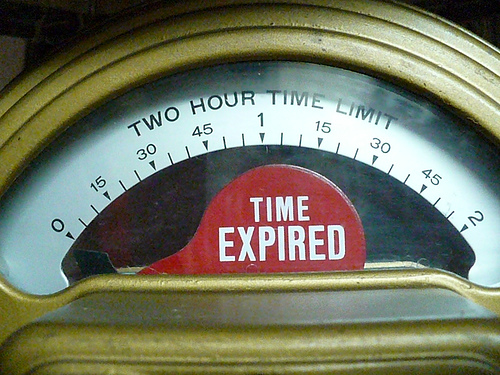 TWO HOUR TIME LIMIT
0 15 30 45 1 15 30 45 2
TIME
EXPIRED